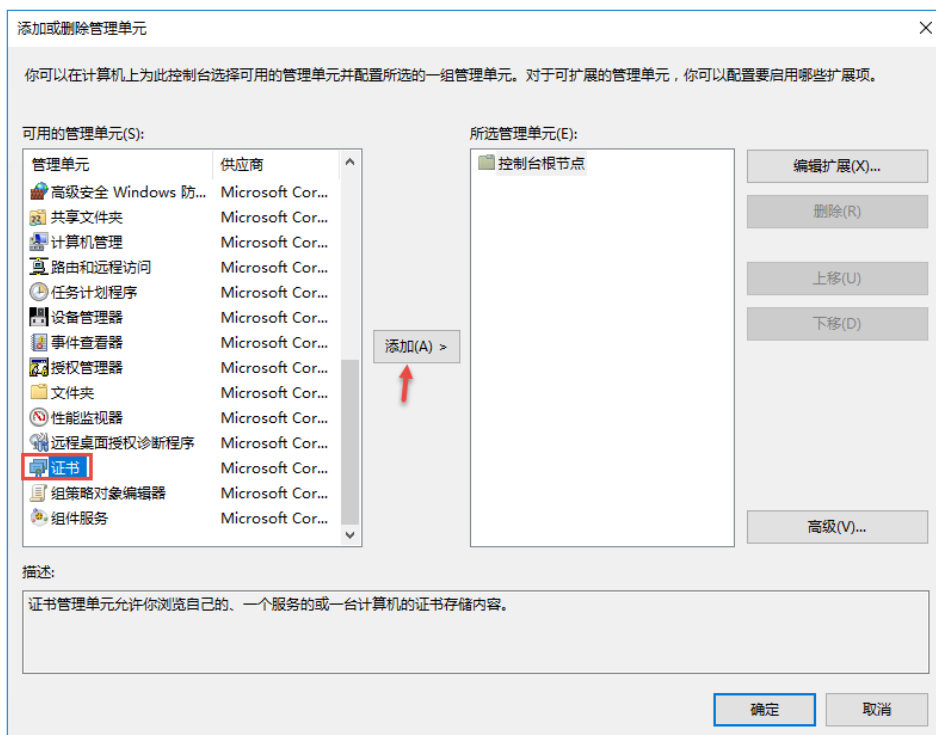 添加或删除管理单元
你可以在计算机上为此控制台选择可用的管理单元并配置所选的一组管理单元。对于可扩展的管理单元，你可以配置要启用哪些扩展项。
可用的管理单元(S):
所选管理单元(E):
管理单元 供应商
控制台根节点
编辑扩展(X)...
高级安全 Windows 防... Microsoft Cor...
共享文件夹 Microsoft Cor...
删除(R)
计算机管理 Microsoft Cor...
路由和远程访问 Microsoft Cor...
上移(U)
任务计划程序 Microsoft Cor...
设备管理器 Microsoft Cor...
下移(D)
事件查看器 Microsoft Cor...
添加(A) >
授权管理器 Microsoft Cor...
文件夹 Microsoft Cor...
性能监视器 Microsoft Cor...
远程桌面授权诊断程序 Microsoft Cor...
证书 Microsoft Cor...
组策略对象编辑器 Microsoft Cor...
组件服务 Microsoft Cor...
高级(V)...
描述:
证书管理单元允许你浏览自己的、一个服务的或一台计算机的证书存储内容。
确定
取消